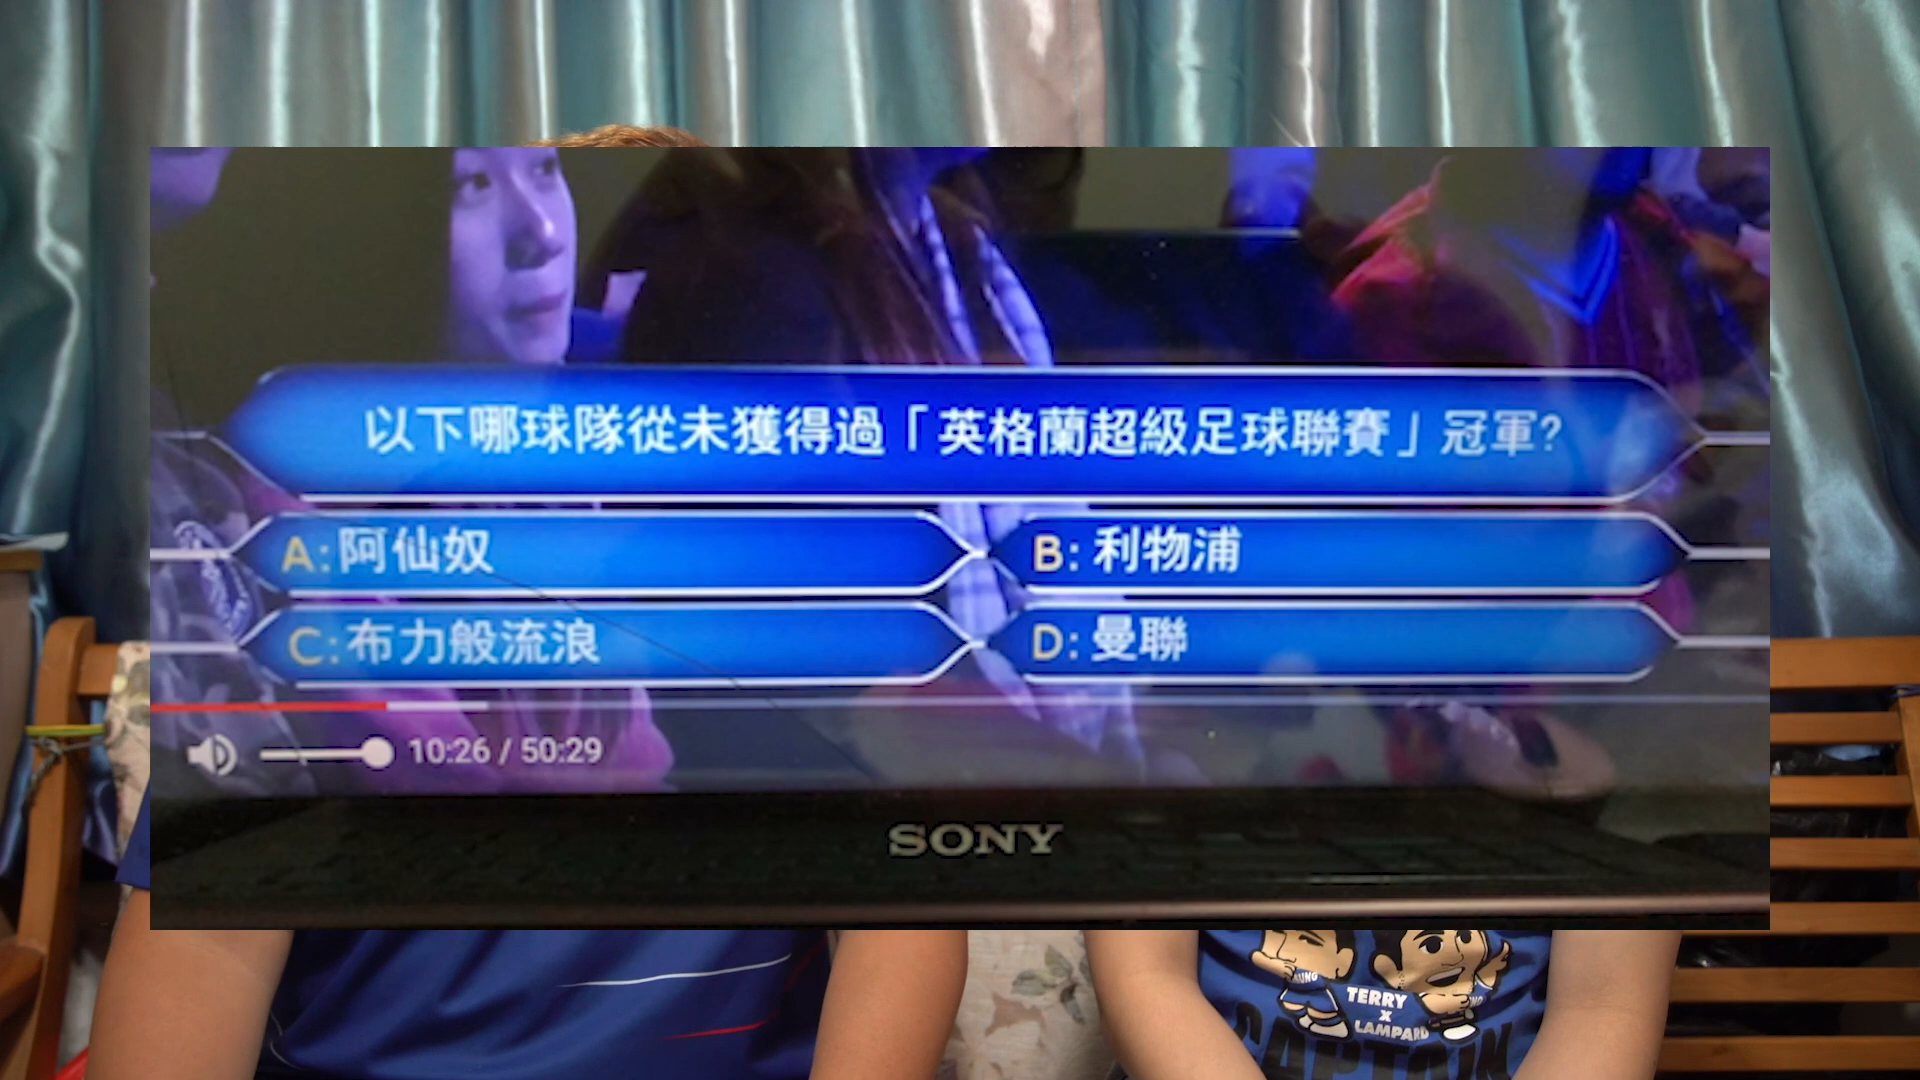 以下哪球隊從未獲得過「英格蘭超級足球聯賽」冠軍?
A:阿仙奴
B: 利物浦
C:布力般流浪
D: 曼聯
10:26 / 50:29
SONY
TERRY
X
LAMPARD
CAPTAIN